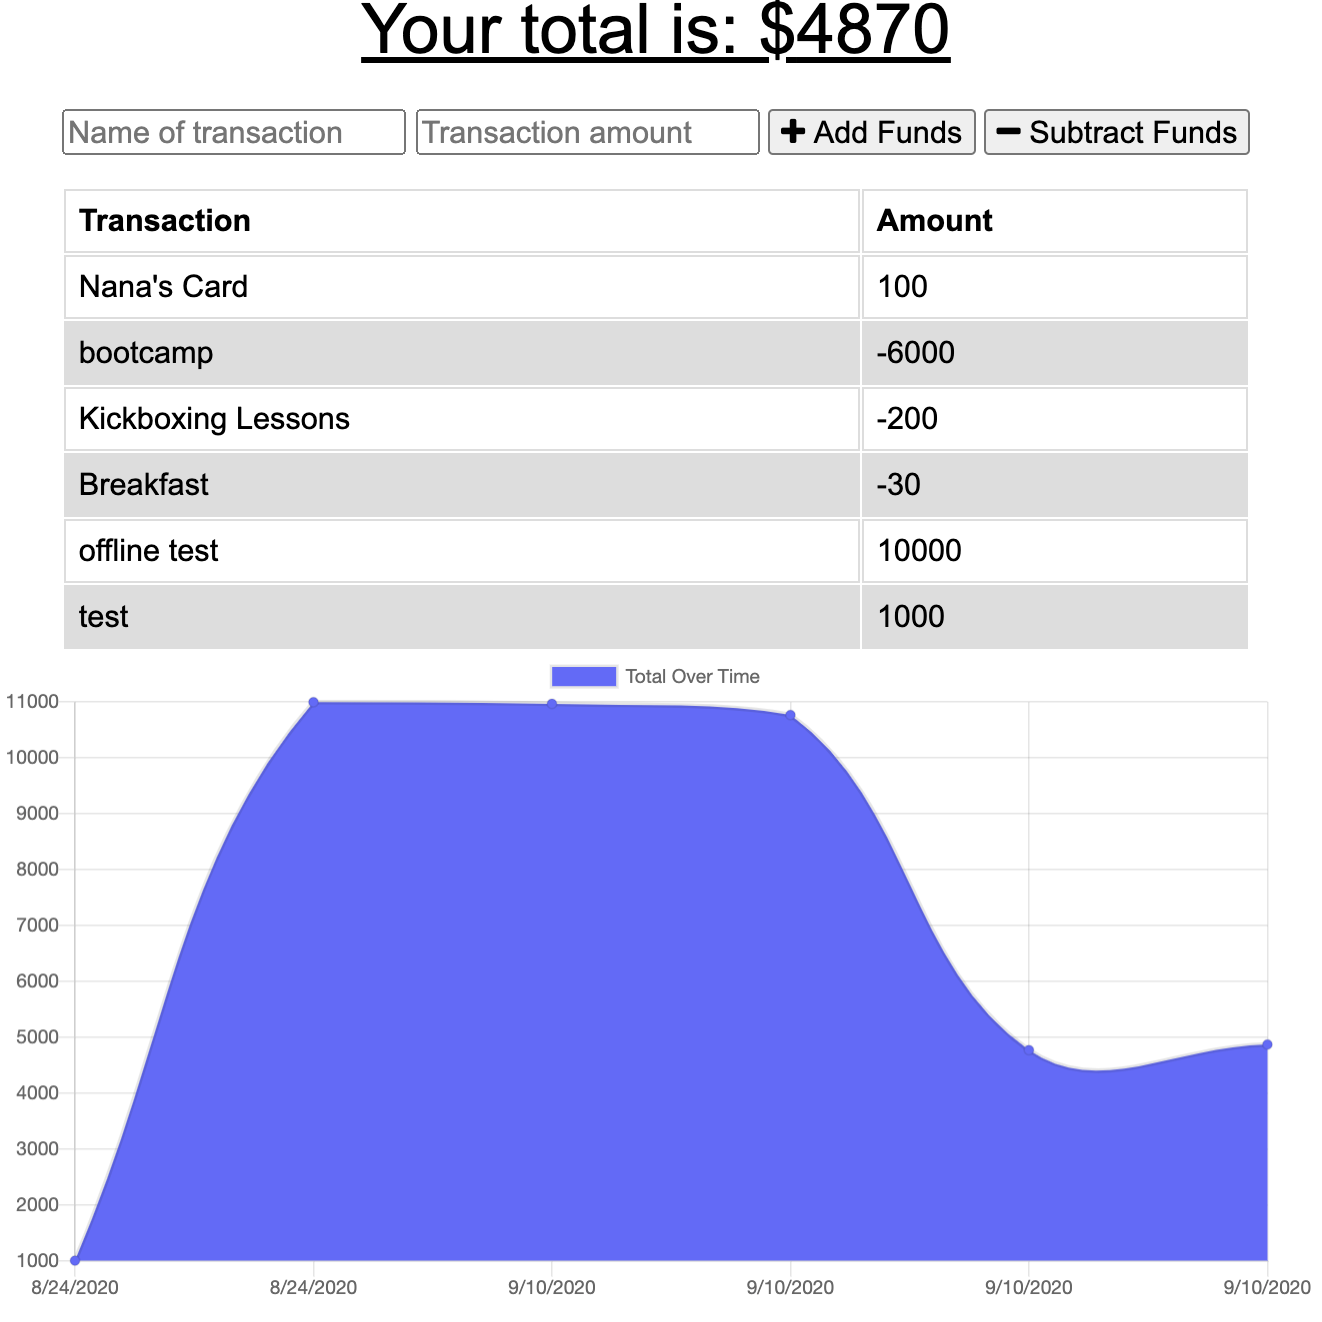 Your total is: $4870
Name of transaction Transaction amount Add Funds Subtract Funds
Transaction Amount
Nana's Card 100
bootcamp -6000
Kickboxing Lessons -200
Breakfast -30
offline test 10000
test 1000
Total Over Time
11000
10000
9000
8000
7000
6000
5000
4000
3000
2000
1000
8/24/2020 8/24/2020 9/10/2020 9/10/2020 9/10/2020 9/10/2020